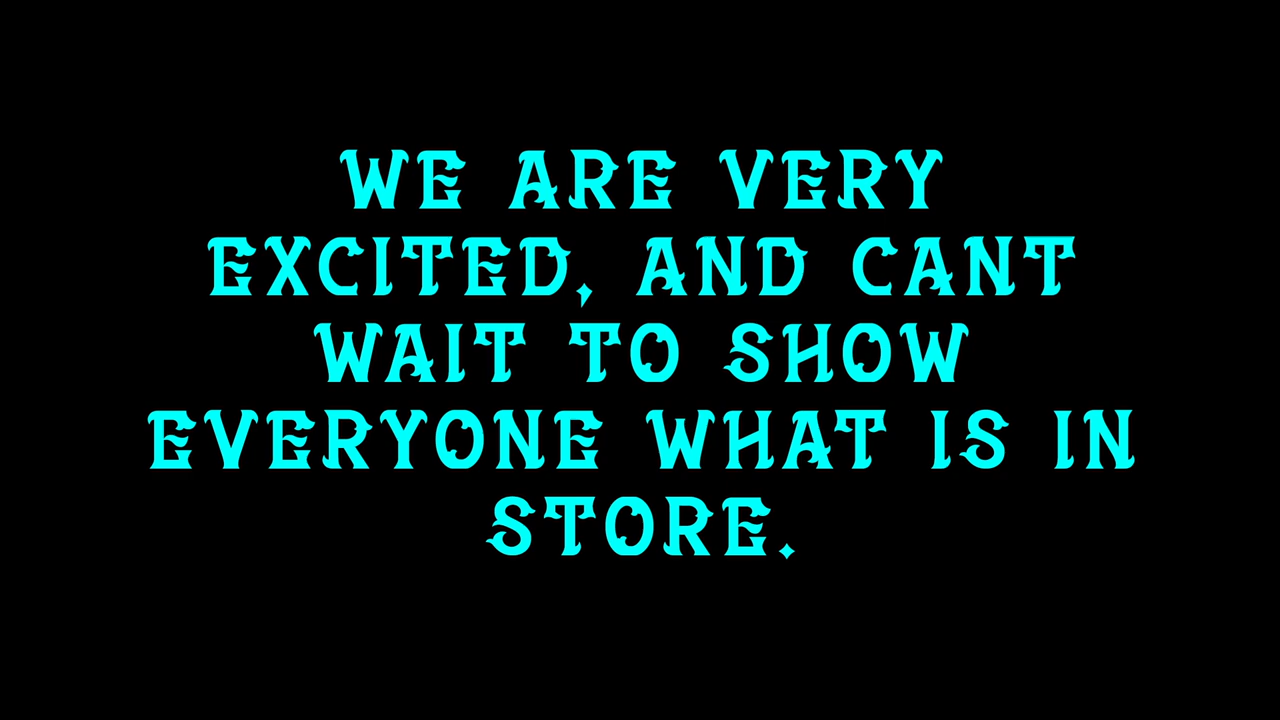 WE ARE VERY
EXCITED, AND CANT
WAIT TO SHOW
EVERYONE WHAT IS IN
STORE.